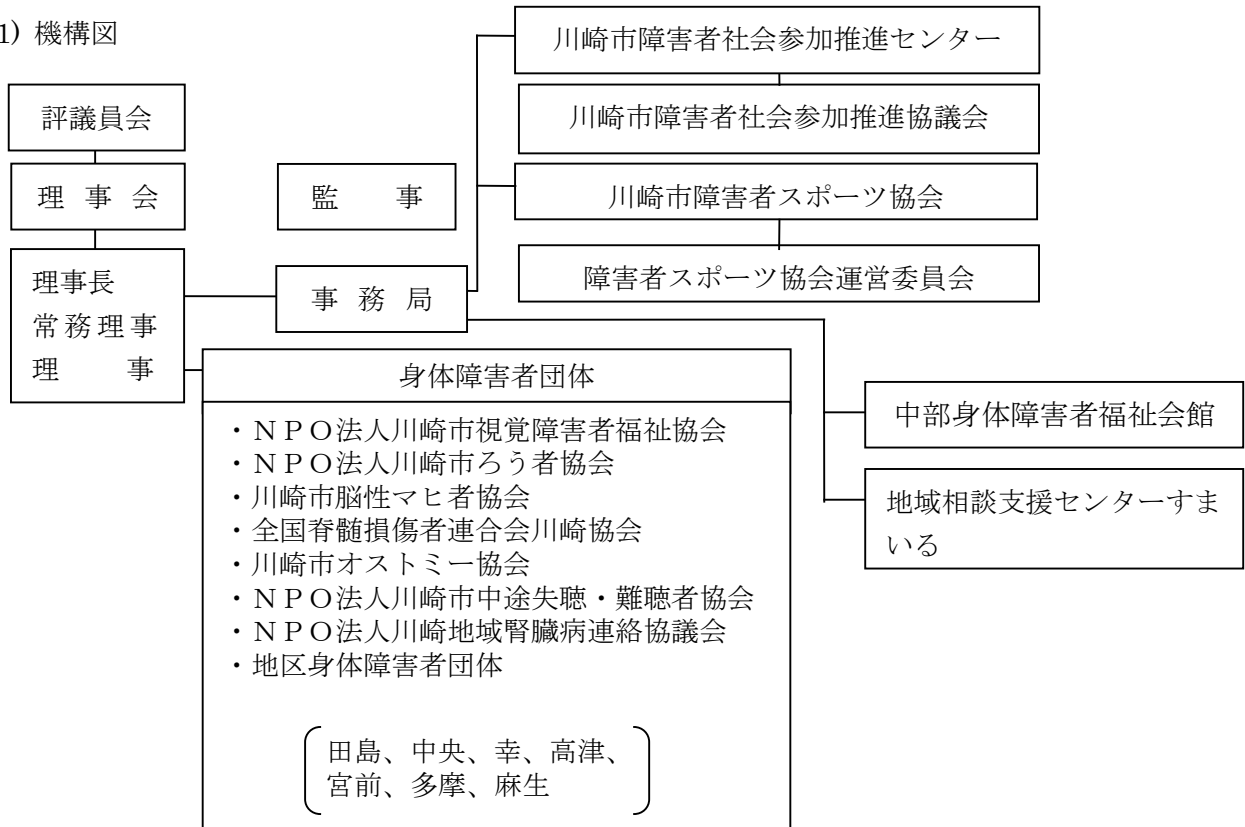 1) 機構図
川崎市障害者社会参加推進センター
評議員会
川崎市障害者社会参加推進協議会
理 事 会
監　　事
川崎市障害者スポーツ協会
理事長
常務理事
理　　事
事 務 局
障害者スポーツ協会運営委員会
身体障害者団体
・ＮＰＯ法人川崎市視覚障害者福祉協会
・ＮＰＯ法人川崎市ろう者協会
・川崎市脳性マヒ者協会
・全国脊髄損傷者連合会川崎協会
・川崎市オストミー協会
・ＮＰＯ法人川崎市中途失聴・難聴者協会
・ＮＰＯ法人川崎地域腎臓病連絡協議会
・地区身体障害者団体
田島、中央、幸、高津、
宮前、多摩、麻生
中部身体障害者福祉会館
地域相談支援センターすま
いる